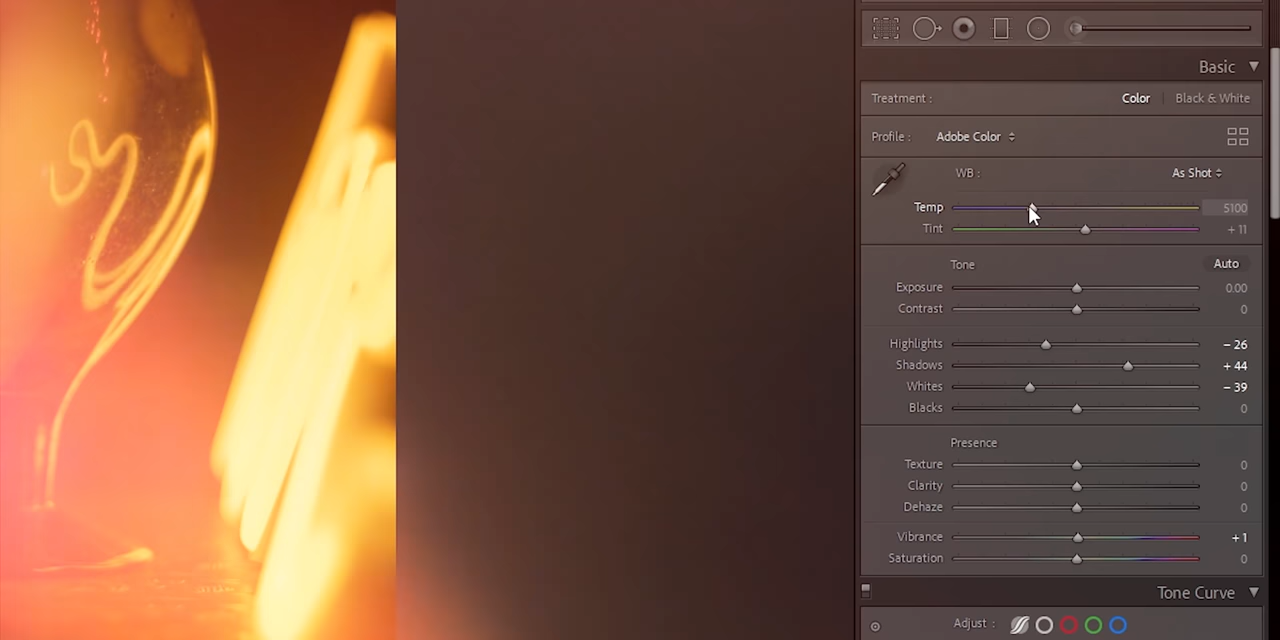 Basic
Treatment : Color Black & White
Profile : Adobe Color
WB : As Shot
Temp 5100
Tint + 11
Tone Auto
Exposure 0.00
Contrast 0
Highlights – 26
Shadows + 44
Whites – 39
Blacks 0
Presence
Texture 0
Clarity 0
Dehaze 0
Vibrance + 1
Saturation 0
Tone Curve
Adjust :